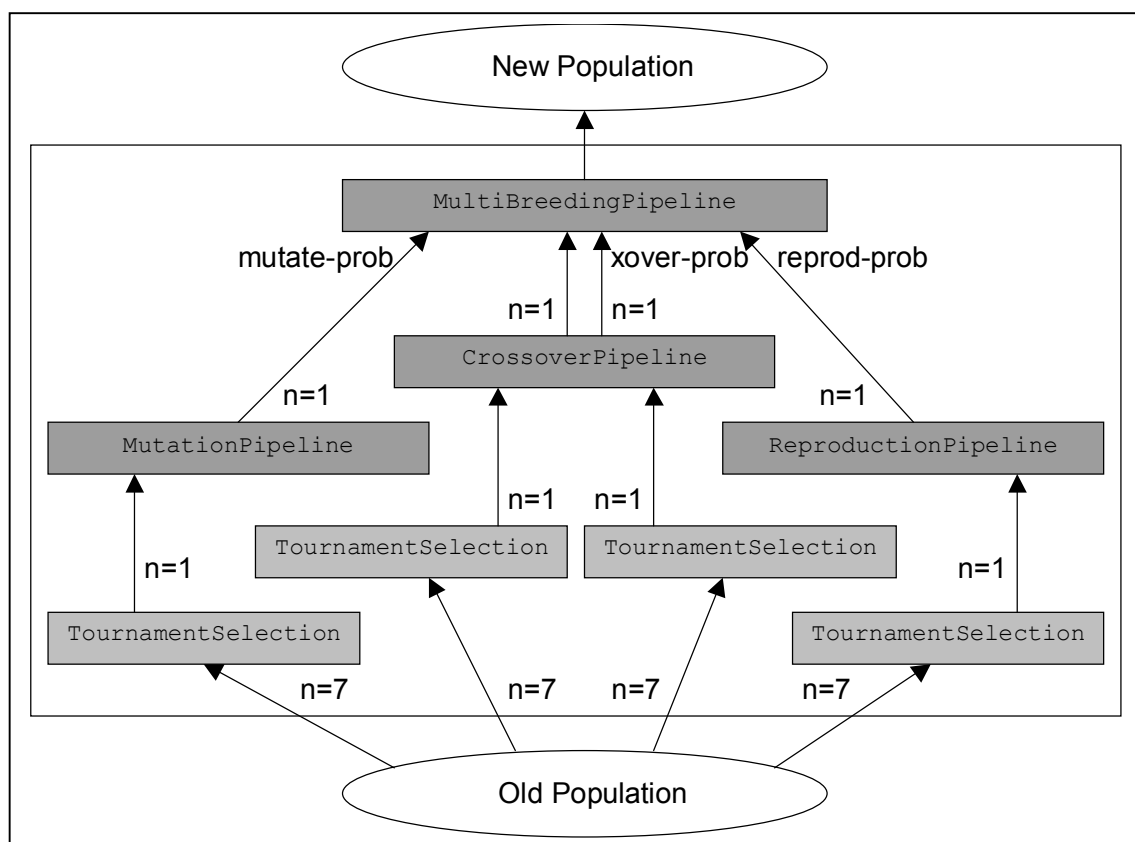 New Population
MultiBreedingPipeline
mutate-prob
xover-prob
reprod-prob
n=1
n=1
CrossoverPipeline
n=1
n=1
MutationPipeline
ReproductionPipeline
n=1
n=1
TournamentSelection
TournamentSelection
n=1
n=1
TournamentSelection
TournamentSelection
n=7
n=7
n=7
n=7
Old Population